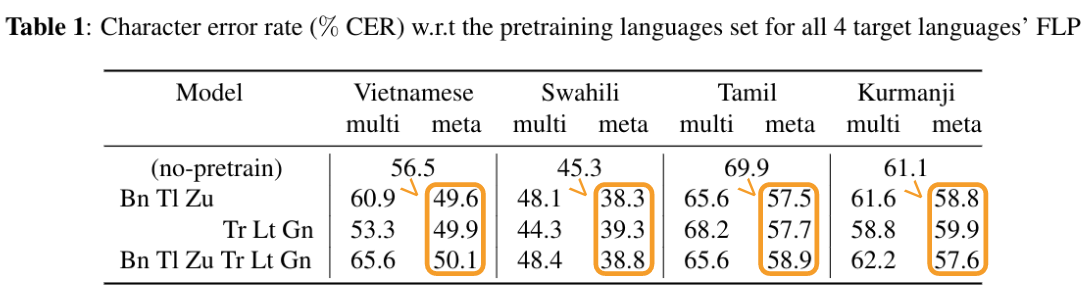 Table 1: Character error rate (% CER) w.r.t the pretraining languages set for all 4 target languages' FLP
Model Vietnamese Swahili Tamil Kurmanji
multi meta multi meta multi meta multi meta
(no-pretrain) 56.5 45.3 69.9 61.1
Bn Tl Zu 60.9 49.6 48.1 38.3 65.6 57.5 61.6 58.8
Tr Lt Gn 53.3 49.9 44.3 39.3 68.2 57.7 58.8 59.9
Bn Tl Zu Tr Lt Gn 65.6 50.1 48.4 38.8 65.6 58.9 62.2 57.6